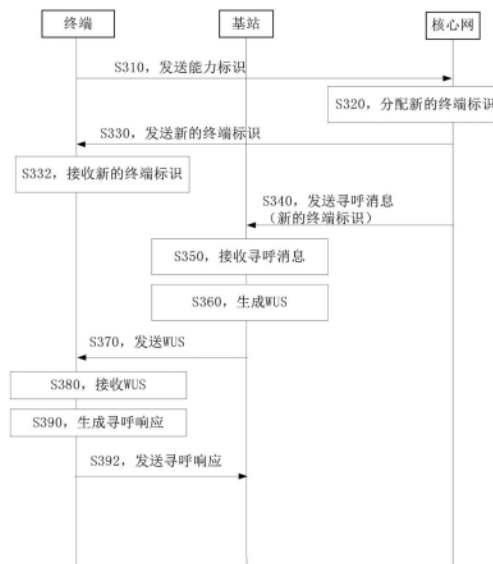 终端
基站
核心网
S310，发送能力标识
S320，分配新的终端标识
S330，发送新的终端标识
S332，接收新的终端标识
S340，发送寻呼消息
（新的终端标识）
S350，接收寻呼消息
S360，生成WUS
S370，发送WUS
S380，接收WUS
S390，生成寻呼响应
S392，发送寻呼响应